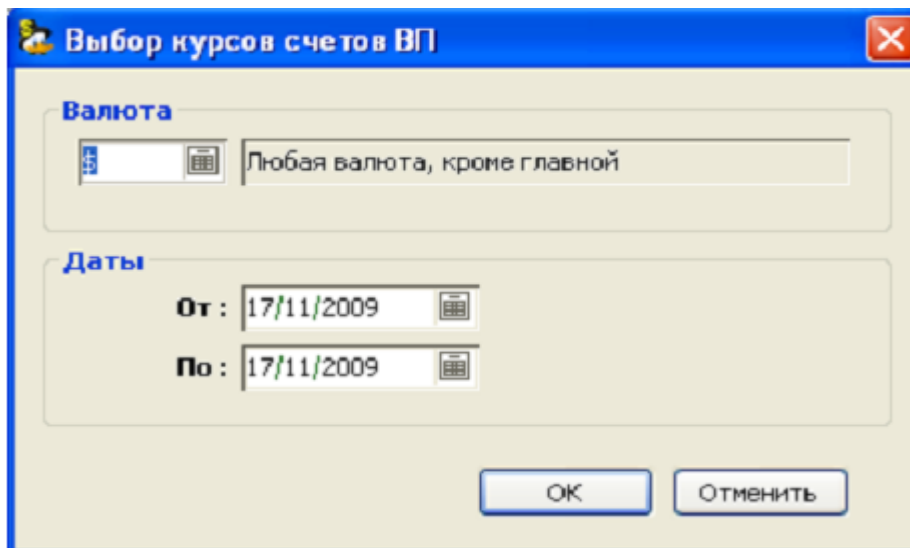 Выбор курсов счетов ВП
Валюта
$ Любая валюта, кроме главной
Даты
От : 17/11/2009
По : 17/11/2009
OK Отменить